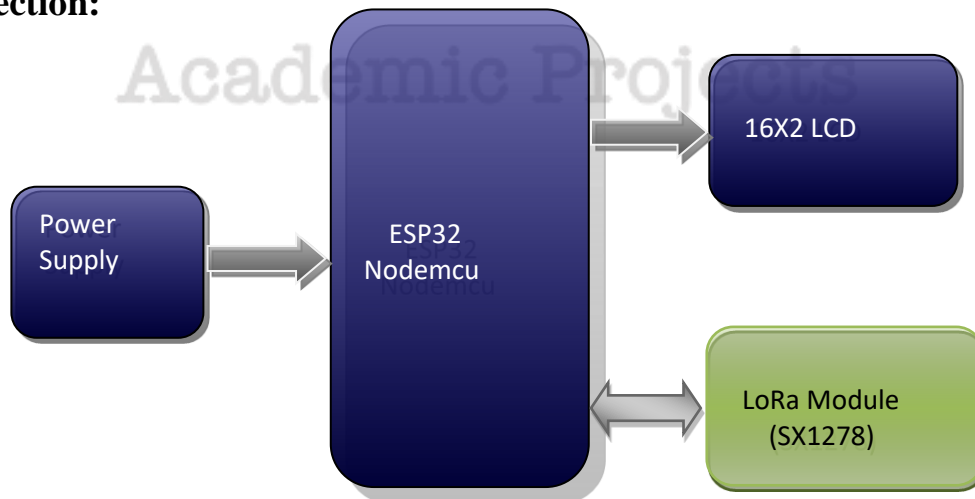 ection:
Academic Projects
16X2 LCD
Power
Supply
ESP32
Nodemcu
LoRa Module
(SX1278)